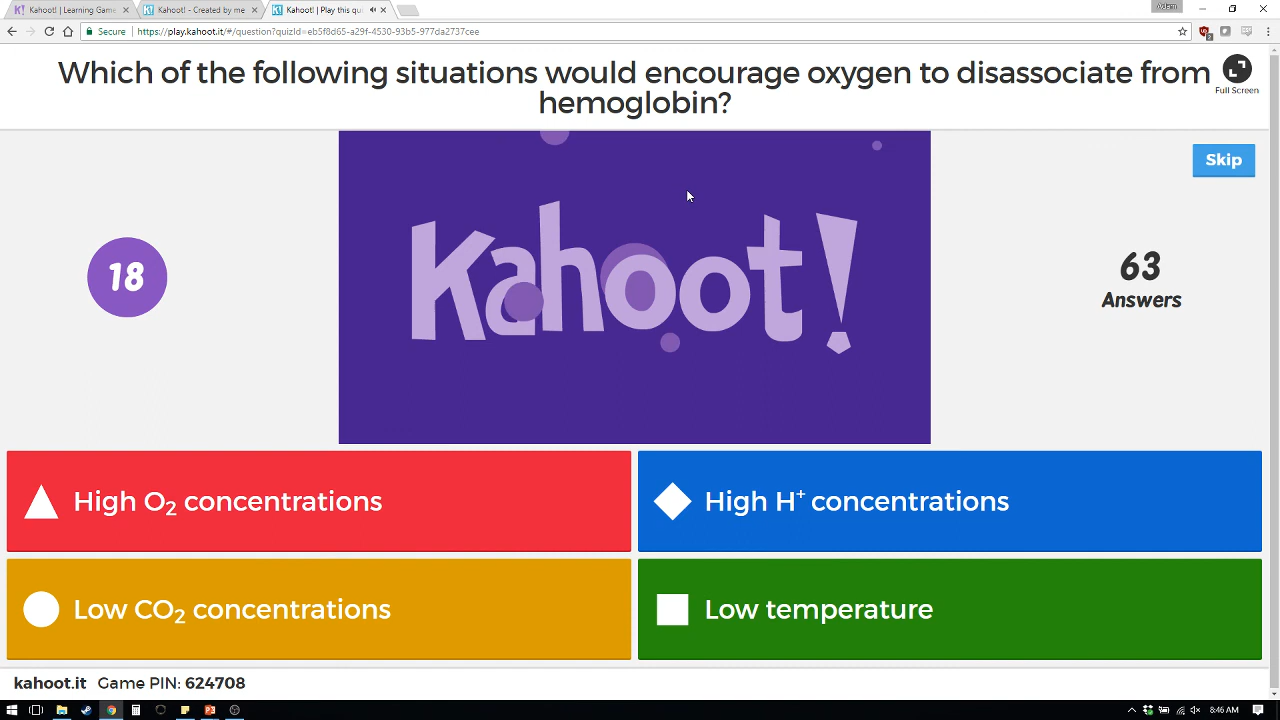 Kahoot! | Learning Game
Kahoot! - Created by me
Kahoot! | Play this qu
Secure
https://play.kahoot.it/#/question?quizId=eb5f8d65-a29f-4530-93b5-977da2737cee
Which of the following situations would encourage oxygen to disassociate from
hemoglobin?
Full Screen
Skip
18
Kahoot!
63
Answers
High O₂ concentrations
High H⁺ concentrations
Low CO₂ concentrations
Low temperature
kahoot.it Game PIN: 624708
8:46 AM